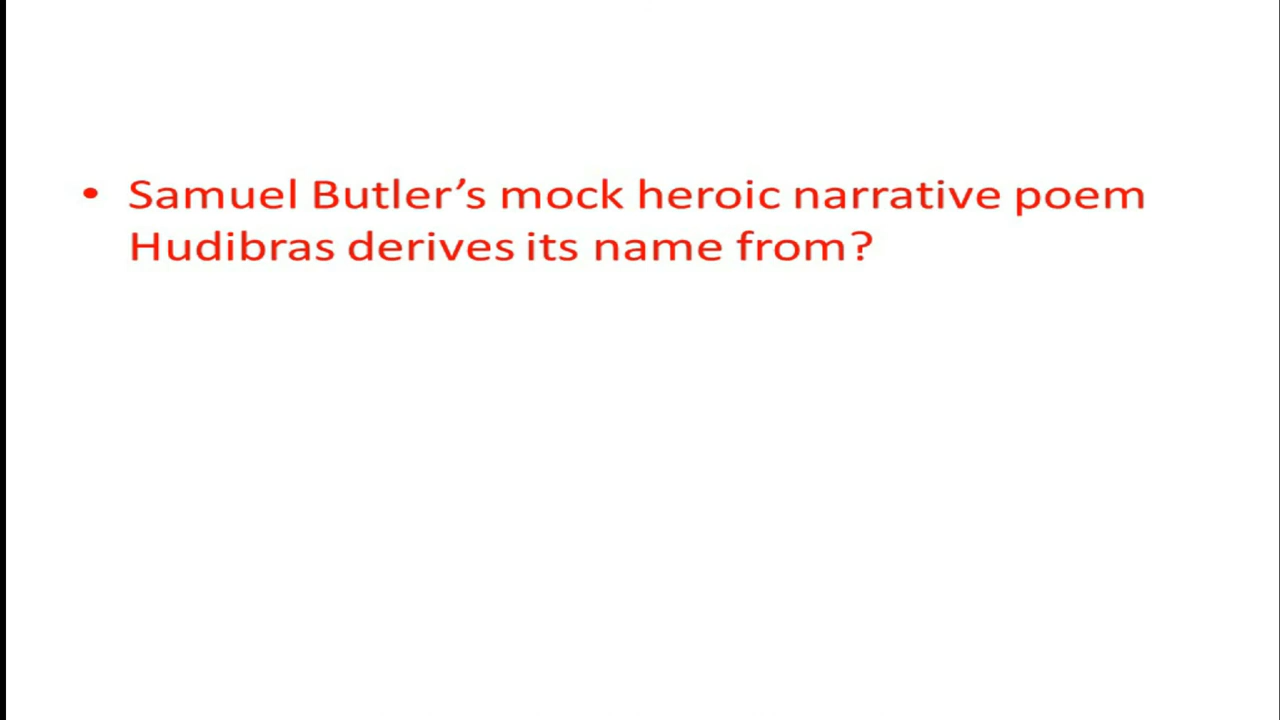 • Samuel Butler’s mock heroic narrative poem
Hudibras derives its name from?